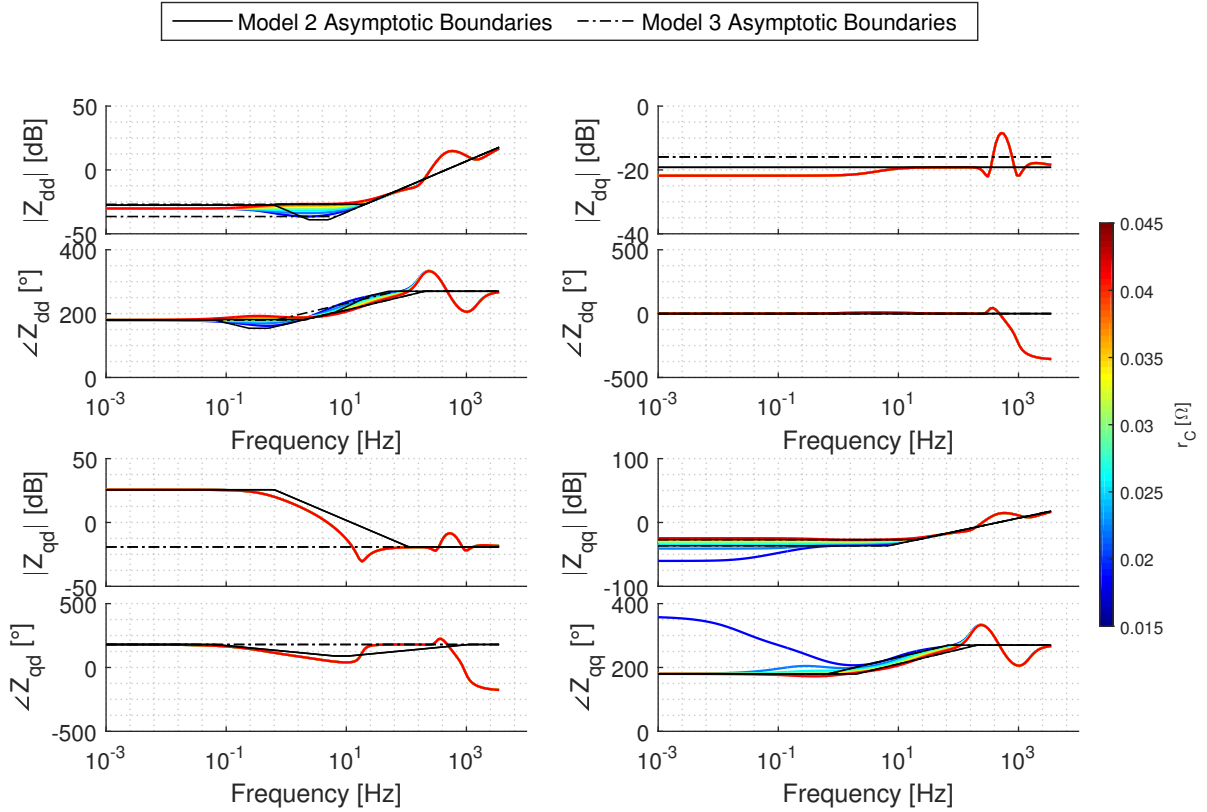 Model 2 Asymptotic Boundaries Model 3 Asymptotic Boundaries
50
0
-50
|Z_dd| [dB]
400
200
0
∠Z_dd [°]
10^-3 10^-1 10^1 10^3
Frequency [Hz]
0
-20
-40
|Z_dq| [dB]
500
0
-500
∠Z_dq [°]
10^-3 10^-1 10^1 10^3
Frequency [Hz]
50
0
-50
|Z_qd| [dB]
500
0
-500
∠Z_qd [°]
10^-3 10^-1 10^1 10^3
Frequency [Hz]
100
0
-100
|Z_qq| [dB]
400
200
0
∠Z_qq [°]
10^-3 10^-1 10^1 10^3
Frequency [Hz]
0.045
0.04
0.035
0.03
0.025
0.02
0.015
r_C [Ω]